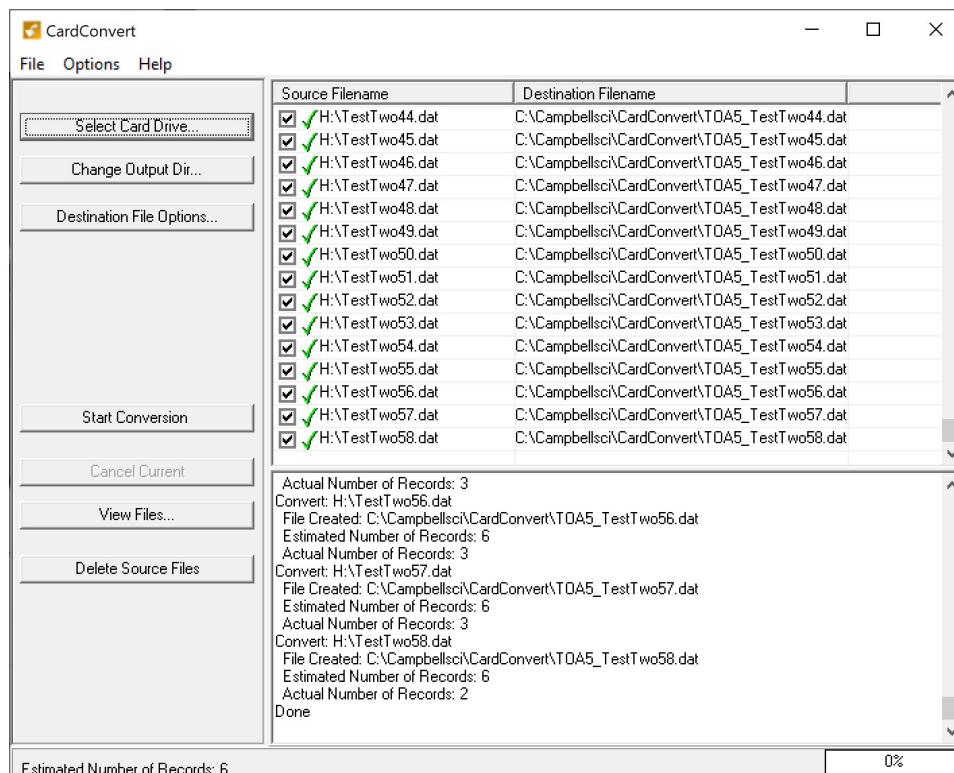 CardConvert
File Options Help
Select Card Drive...
Change Output Dir...
Destination File Options...
Start Conversion
Cancel Current
View Files...
Delete Source Files
Source Filename Destination Filename
H:\TestTwo44.dat C:\Campbellsci\CardConvert\TOA5_TestTwo44.dat
H:\TestTwo45.dat C:\Campbellsci\CardConvert\TOA5_TestTwo45.dat
H:\TestTwo46.dat C:\Campbellsci\CardConvert\TOA5_TestTwo46.dat
H:\TestTwo47.dat C:\Campbellsci\CardConvert\TOA5_TestTwo47.dat
H:\TestTwo48.dat C:\Campbellsci\CardConvert\TOA5_TestTwo48.dat
H:\TestTwo49.dat C:\Campbellsci\CardConvert\TOA5_TestTwo49.dat
H:\TestTwo50.dat C:\Campbellsci\CardConvert\TOA5_TestTwo50.dat
H:\TestTwo51.dat C:\Campbellsci\CardConvert\TOA5_TestTwo51.dat
H:\TestTwo52.dat C:\Campbellsci\CardConvert\TOA5_TestTwo52.dat
H:\TestTwo53.dat C:\Campbellsci\CardConvert\TOA5_TestTwo53.dat
H:\TestTwo54.dat C:\Campbellsci\CardConvert\TOA5_TestTwo54.dat
H:\TestTwo55.dat C:\Campbellsci\CardConvert\TOA5_TestTwo55.dat
H:\TestTwo56.dat C:\Campbellsci\CardConvert\TOA5_TestTwo56.dat
H:\TestTwo57.dat C:\Campbellsci\CardConvert\TOA5_TestTwo57.dat
H:\TestTwo58.dat C:\Campbellsci\CardConvert\TOA5_TestTwo58.dat
Actual Number of Records: 3
Convert: H:\TestTwo56.dat
File Created: C:\Campbellsci\CardConvert\TOA5_TestTwo56.dat
Estimated Number of Records: 6
Actual Number of Records: 3
Convert: H:\TestTwo57.dat
File Created: C:\Campbellsci\CardConvert\TOA5_TestTwo57.dat
Estimated Number of Records: 6
Actual Number of Records: 3
Convert: H:\TestTwo58.dat
File Created: C:\Campbellsci\CardConvert\TOA5_TestTwo58.dat
Estimated Number of Records: 6
Actual Number of Records: 2
Done
Estimated Number of Records: 6
0%